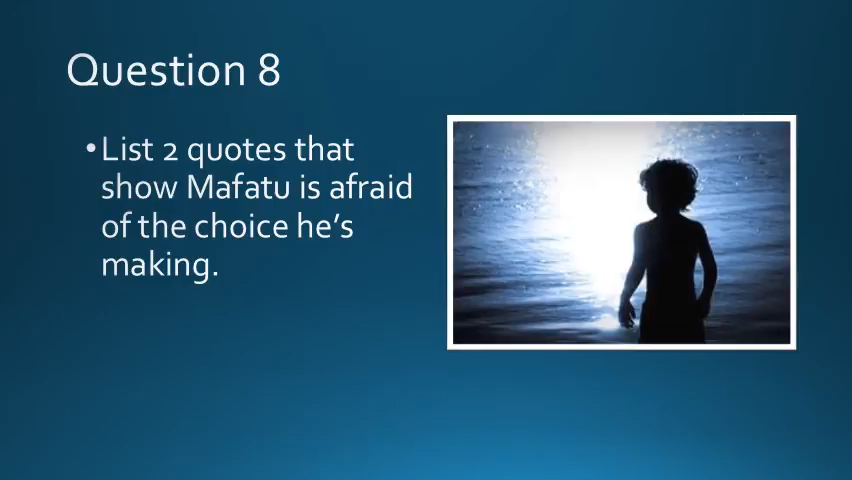 Question 8
•List 2 quotes that
show Mafatu is afraid
of the choice he’s
making.